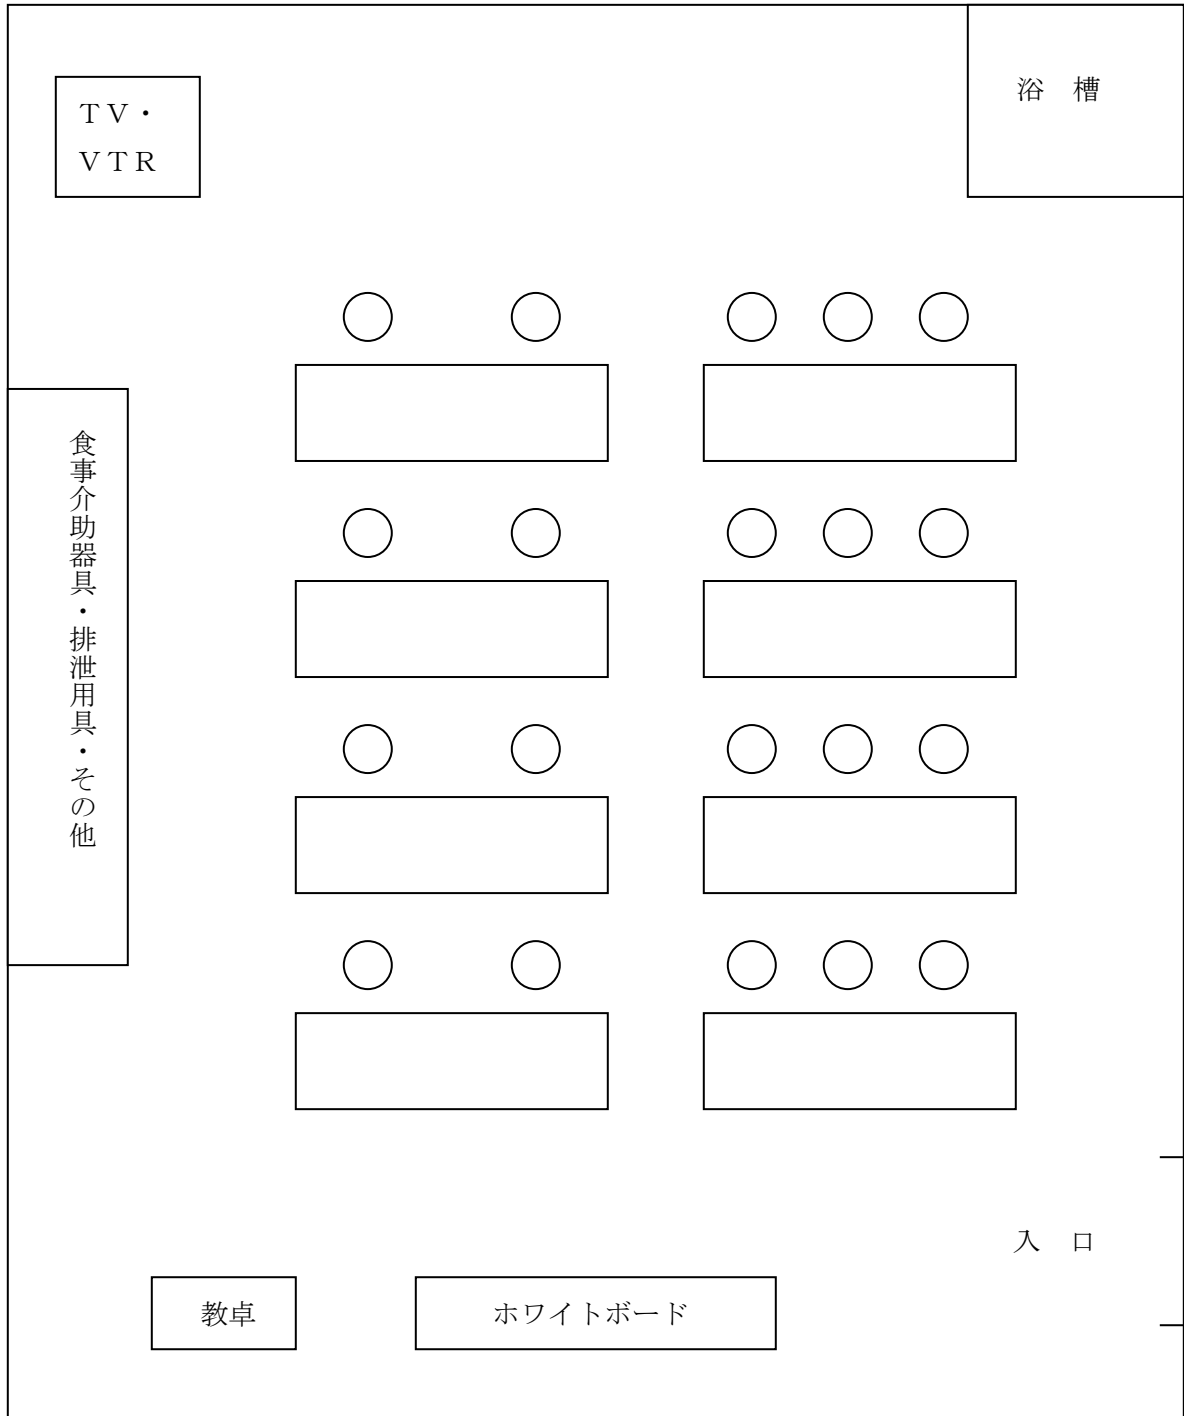 浴　槽
ＴＶ・
ＶＴＲ
食事介助器具・排泄用具・その他
入　口
教卓
ホワイトボード